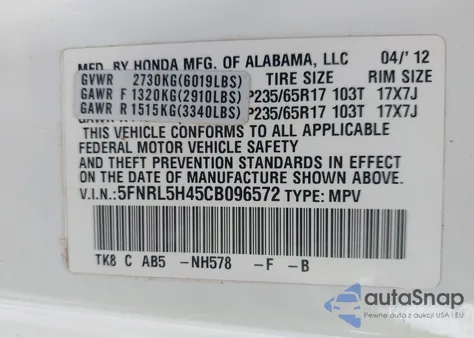 MFD. BY HONDA MFG. OF ALABAMA, LLC 04/'12
GVWR 2730KG(6019LBS) TIRE SIZE RIM SIZE
GAWR F 1320KG(2910LBS) P235/65R17 103T 17X7J
GAWR R 1515KG(3340LBS) P235/65R17 103T 17X7J
THIS VEHICLE CONFORMS TO ALL APPLICABLE
FEDERAL MOTOR VEHICLE SAFETY
AND THEFT PREVENTION STANDARDS IN EFFECT
ON THE DATE OF MANUFACTURE SHOWN ABOVE.
V.I.N.:5FNRL5H45CB096572 TYPE: MPV
TK8 C AB5 -NH578 -F -B
autoSnap
Pewne auta z aukcji USA i EU